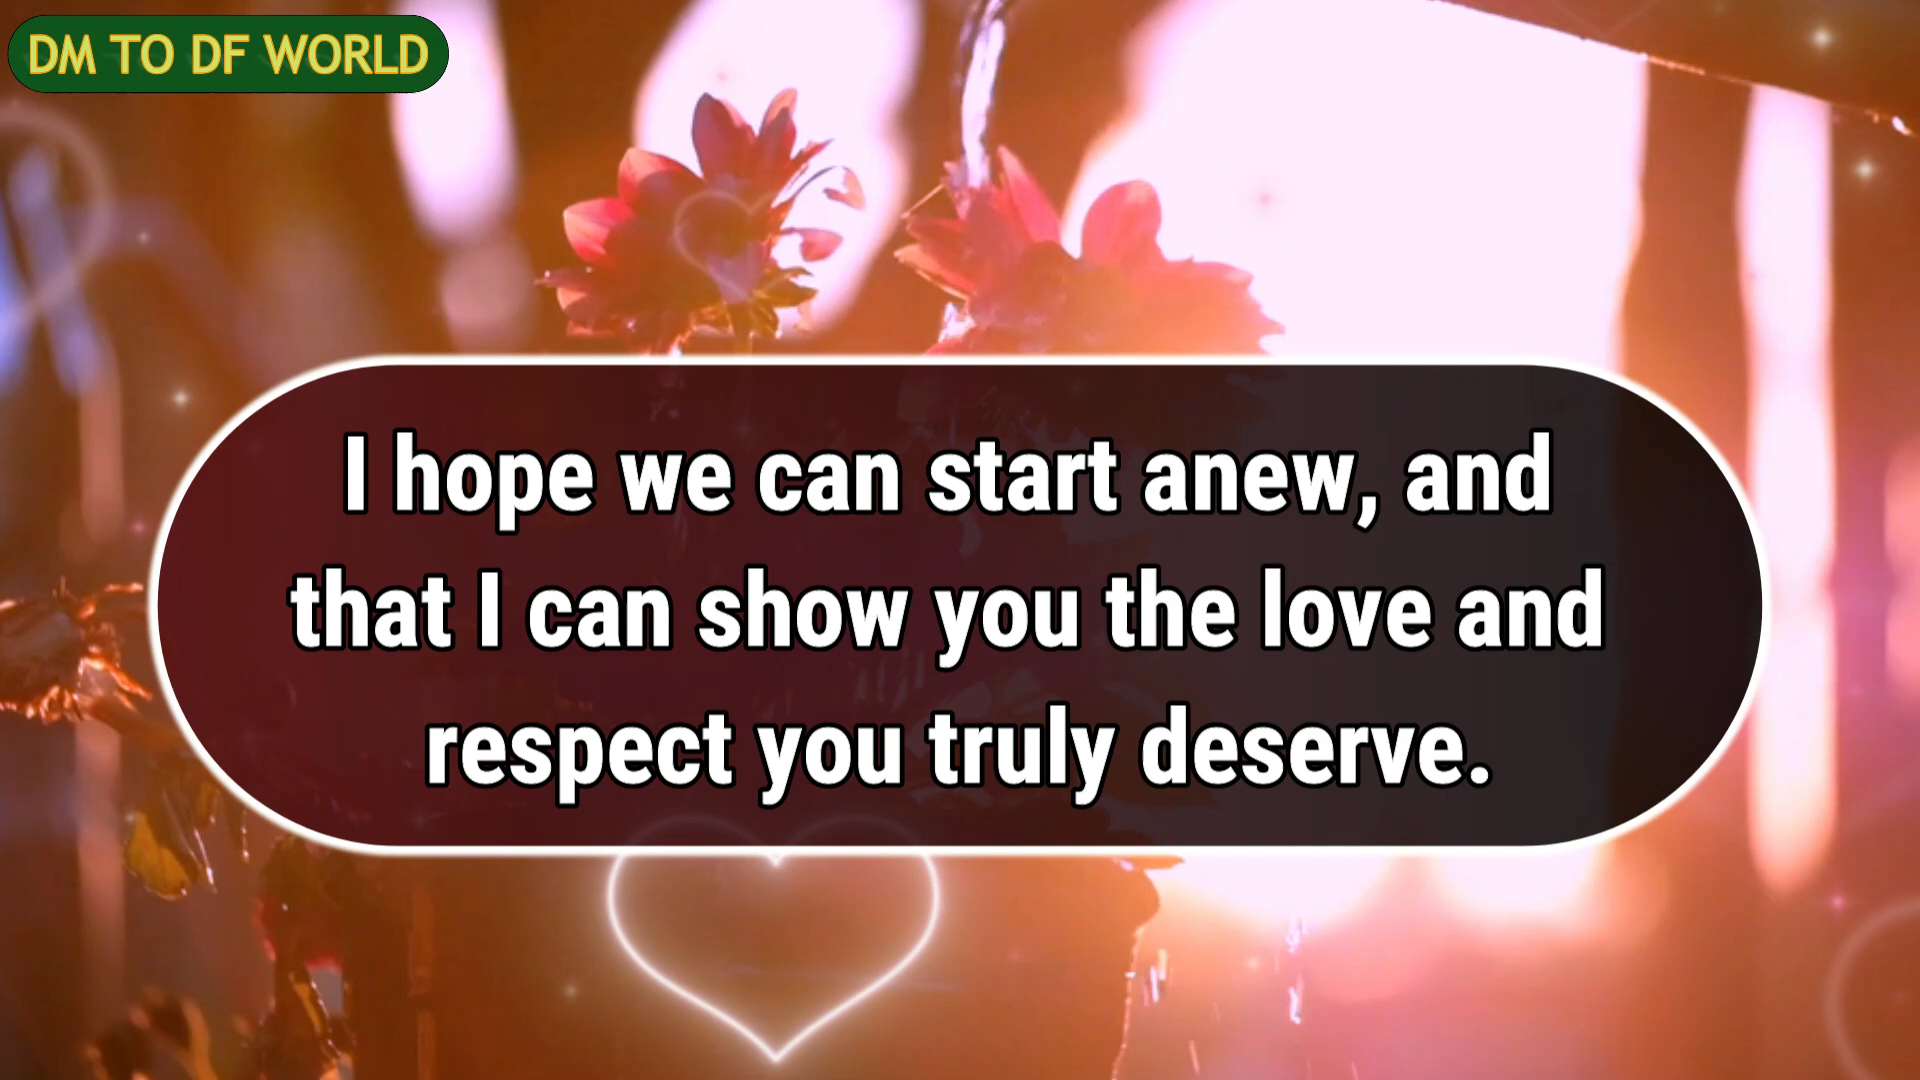 DM TO DF WORLD
I hope we can start anew, and
that I can show you the love and
respect you truly deserve.